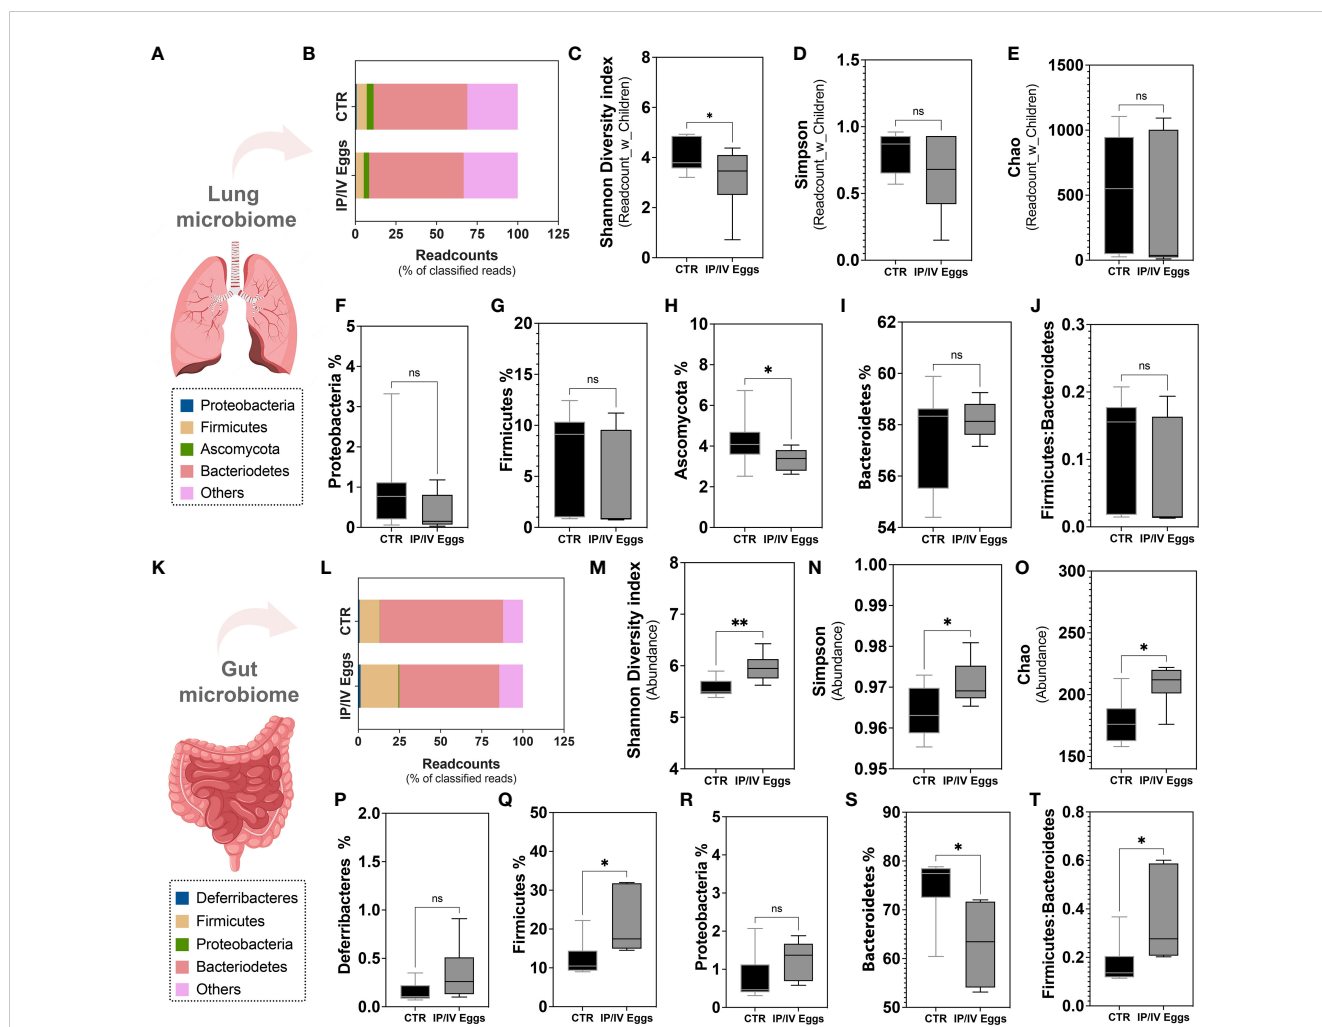 A
Lung
microbiome
Proteobacteria
Firmicutes
Ascomycota
Bacteriodetes
Others
B
CTR
IP/IV Eggs
0 25 50 75 100 125
Readcounts
(% of classified reads)
C
Shannon Diversity index
(Readcount_w_Children)
8
6
4
2
0
*
CTR IP/IV Eggs
D
Simpson
(Readcount_w_Children)
1.5
1.0
0.5
0.0
ns
CTR IP/IV Eggs
E
Chao
(Readcount_w_Children)
1500
1000
500
0
ns
CTR IP/IV Eggs
F
Proteobacteria %
5
4
3
2
1
0
ns
CTR IP/IV Eggs
G
Firmicutes %
20
15
10
5
0
ns
CTR IP/IV Eggs
H
Ascomycota %
10
8
6
4
2
0
*
CTR IP/IV Eggs
I
Bacteroidetes %
62
60
58
56
54
ns
CTR IP/IV Eggs
J
Firmicutes:Bacteroidetes
0.3
0.2
0.1
0.0
ns
CTR IP/IV Eggs
K
Gut
microbiome
Deferribacteres
Firmicutes
Proteobacteria
Bacteriodetes
Others
L
CTR
IP/IV Eggs
0 25 50 75 100 125
Readcounts
(% of classified reads)
M
Shannon Diversity index
(Abundance)
8
7
6
5
4
**
CTR IP/IV Eggs
N
Simpson
(Abundance)
1.00
0.99
0.98
0.97
0.96
0.95
*
CTR IP/IV Eggs
O
Chao
(Abundance)
300
250
200
150
*
CTR IP/IV Eggs
P
Deferribacteres %
2.0
1.5
1.0
0.5
0.0
ns
CTR IP/IV Eggs
Q
Firmicutes %
50
40
30
20
10
0
*
CTR IP/IV Eggs
R
Proteobacteria %
5
4
3
2
1
0
ns
CTR IP/IV Eggs
S
Bacteroidetes %
90
80
70
60
50
*
CTR IP/IV Eggs
T
Firmicutes:Bacteroidetes
0.8
0.6
0.4
0.2
0.0
*
CTR IP/IV Eggs